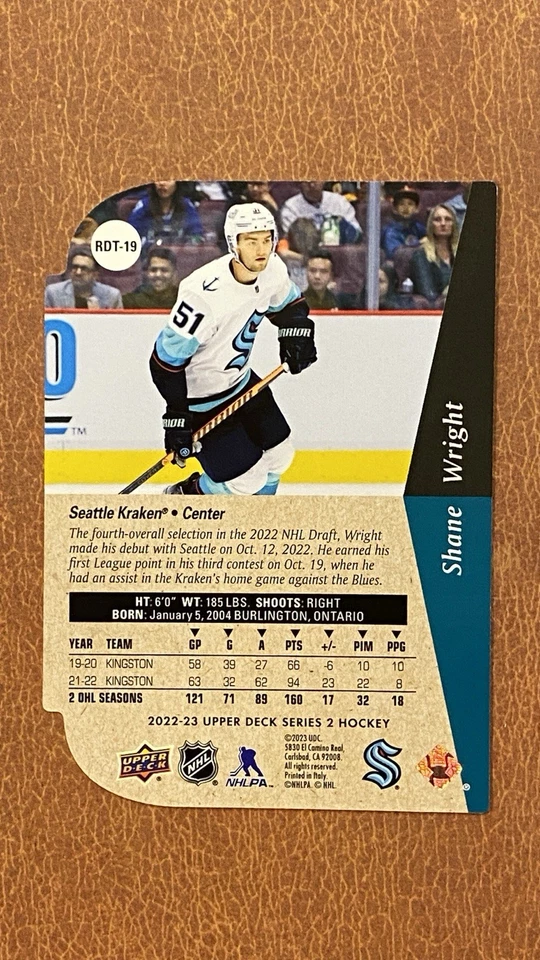 RDT-19
51
WARRIOR
WARRIOR
TM
Shane Wright
Seattle Kraken® • Center
The fourth-overall selection in the 2022 NHL Draft, Wright
made his debut with Seattle on Oct. 12, 2022. He earned his
first League point in his third contest on Oct. 19, when he
had an assist in the Kraken's home game against the Blues.
HT: 6'0" WT: 185 LBS. SHOOTS: RIGHT
BORN: January 5, 2004 BURLINGTON, ONTARIO
YEAR TEAM GP G A PTS +/- PIM PPG
19-20 KINGSTON 58 39 27 66 -6 10 10
21-22 KINGSTON 63 32 62 94 23 22 8
2 OHL SEASONS 121 71 89 160 17 32 18
2022-23 UPPER DECK SERIES 2 HOCKEY
UPPER DECK
NHL
NHLPA
©2023 UDC.
5830 El Camino Real,
Carlsbad, CA 92008.
All rights reserved.
Printed in Italy.
©NHLPA. © NHL.